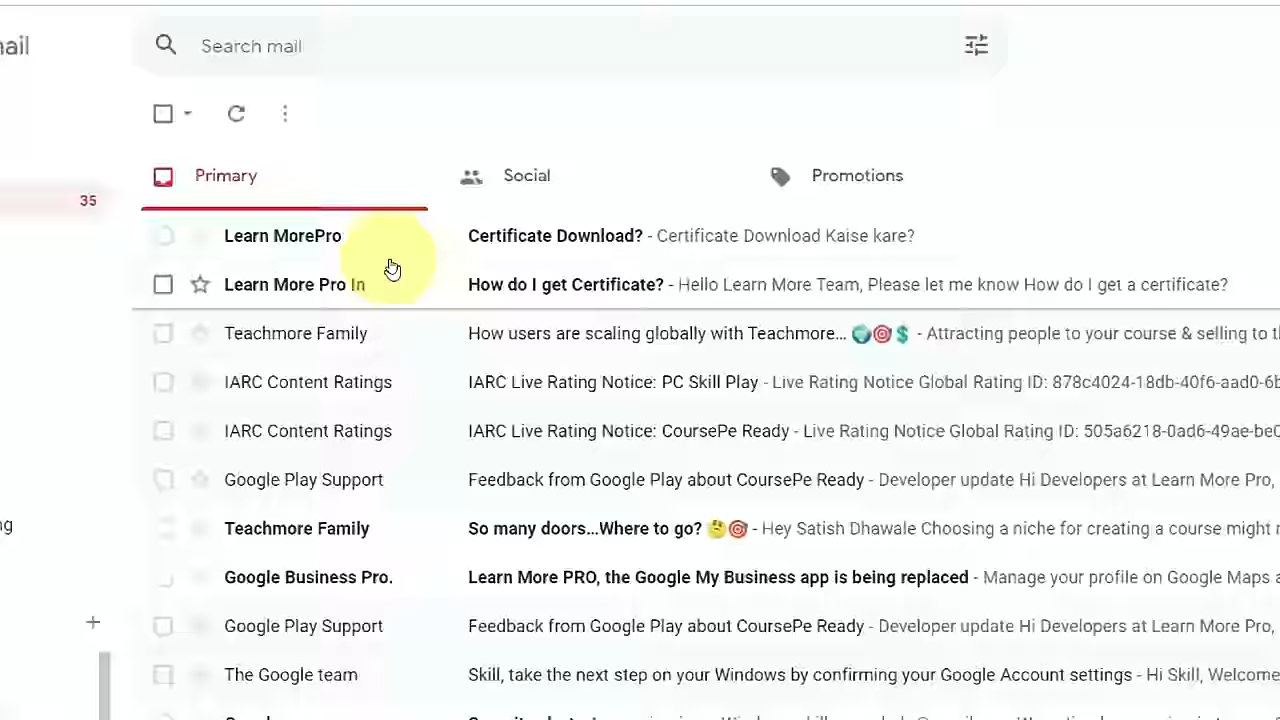 ail
Search mail
Primary
Social
Promotions
35
Learn MorePro
Certificate Download? - Certificate Download Kaise kare?
Learn More Pro In
How do I get Certificate? - Hello Learn More Team, Please let me know How do I get a certificate?
Teachmore Family
How users are scaling globally with Teachmore... 🌍🎯💲 - Attracting people to your course & selling to t
IARC Content Ratings
IARC Live Rating Notice: PC Skill Play - Live Rating Notice Global Rating ID: 878c4024-18db-40f6-aad0-6b
IARC Content Ratings
IARC Live Rating Notice: CoursePe Ready - Live Rating Notice Global Rating ID: 505a6218-0ad6-49ae-be0
Google Play Support
Feedback from Google Play about CoursePe Ready - Developer update Hi Developers at Learn More Pro,
ng
Teachmore Family
So many doors...Where to go? 🤔🎯 - Hey Satish Dhawale Choosing a niche for creating a course might
Google Business Pro.
Learn More PRO, the Google My Business app is being replaced - Manage your profile on Google Maps a
Google Play Support
Feedback from Google Play about CoursePe Ready - Developer update Hi Developers at Learn More Pro,
The Google team
Skill, take the next step on your Windows by confirming your Google Account settings - Hi Skill, Welcome